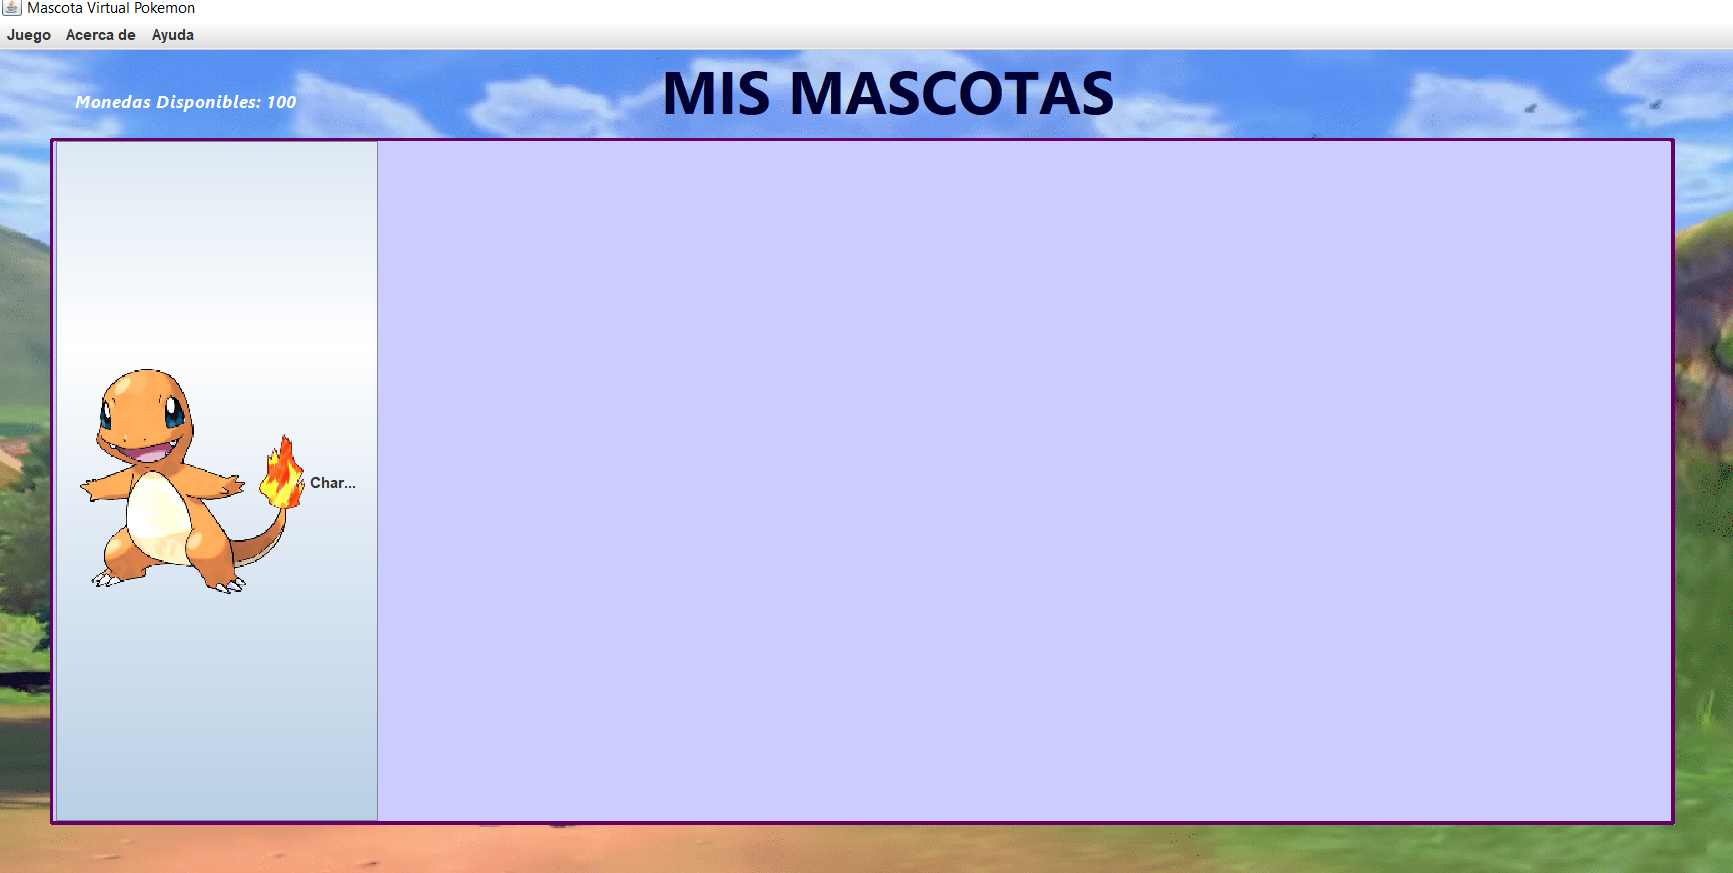 Mascota Virtual Pokemon
Juego Acerca de Ayuda
MIS MASCOTAS
Monedas Disponibles: 100
Char...